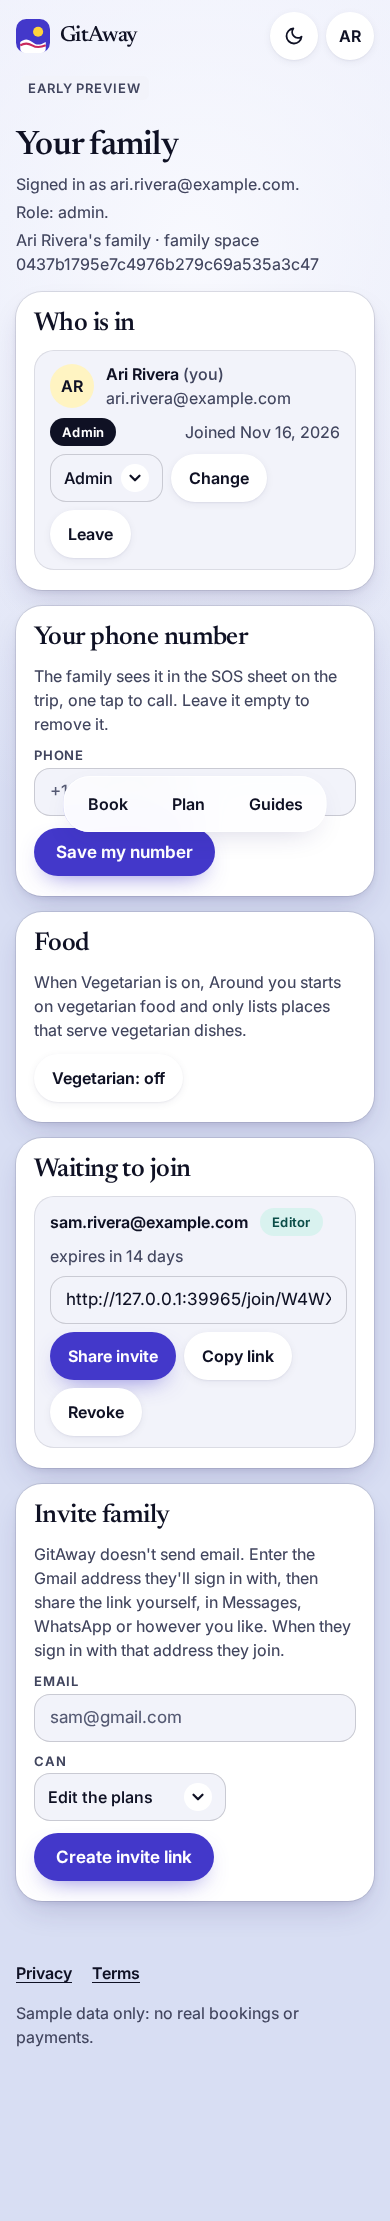 GitAway
AR
EARLY PREVIEW
Your family
Signed in as ari.rivera@example.com.
Role: admin.
Ari Rivera's family · family space
0437b1795e7c4976b279c69a535a3c47
Who is in
AR
Ari Rivera (you)
ari.rivera@example.com
Admin
Joined Nov 16, 2026
Admin
Change
Leave
Your phone number
The family sees it in the SOS sheet on the
trip, one tap to call. Leave it empty to
remove it.
PHONE
+1
Book
Plan
Guides
Save my number
Food
When Vegetarian is on, Around you starts
on vegetarian food and only lists places
that serve vegetarian dishes.
Vegetarian: off
Waiting to join
sam.rivera@example.com
Editor
expires in 14 days
http://127.0.0.1:39965/join/W4W
Share invite
Copy link
Revoke
Invite family
GitAway doesn't send email. Enter the
Gmail address they'll sign in with, then
share the link yourself, in Messages,
WhatsApp or however you like. When they
sign in with that address they join.
EMAIL
sam@gmail.com
CAN
Edit the plans
Create invite link
Privacy
Terms
Sample data only: no real bookings or
payments.